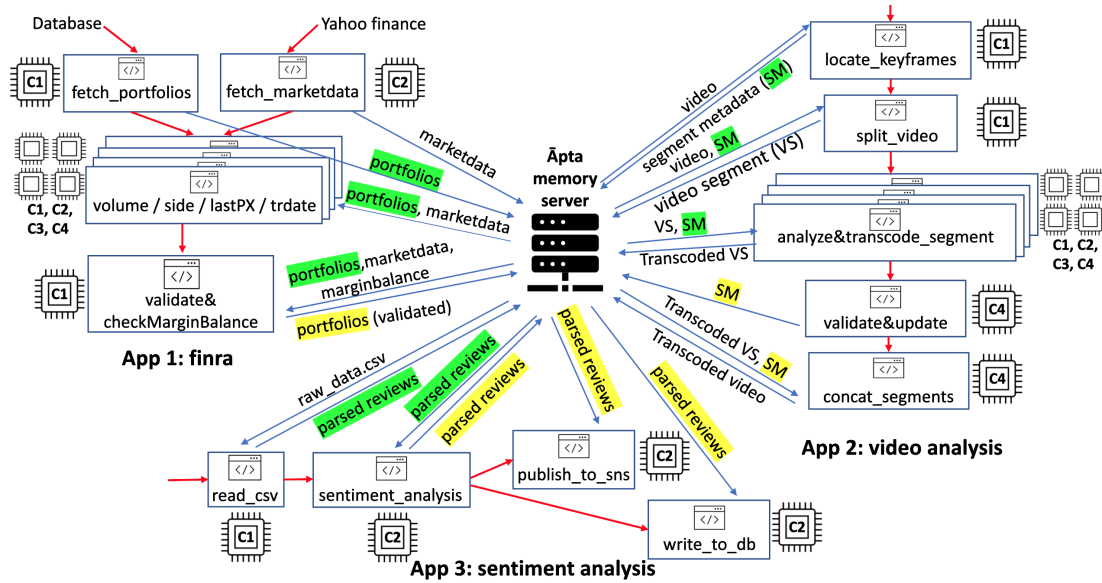 Database
Yahoo finance
C1
fetch_portfolios
fetch_marketdata
C2
volume / side / lastPX / trdate
C1, C2,
C3, C4
C1
validate&
checkMarginBalance
App 1: finra
marketdata
portfolios
portfolios, marketdata
portfolios,marketdata,
marginbalance
portfolios (validated)
Āpta
memory
server
video
segment metadata (SM)
video, SM
video segment (VS)
VS, SM
Transcoded VS
SM
Transcoded VS, SM
Transcoded video
locate_keyframes
C1
split_video
C1
analyze&transcode_segment
C1, C2,
C3, C4
validate&update
C4
concat_segments
C4
App 2: video analysis
raw_data.csv
parsed reviews
parsed reviews
parsed reviews
parsed reviews
parsed reviews
read_csv
C1
sentiment_analysis
C2
publish_to_sns
C2
write_to_db
C2
App 3: sentiment analysis